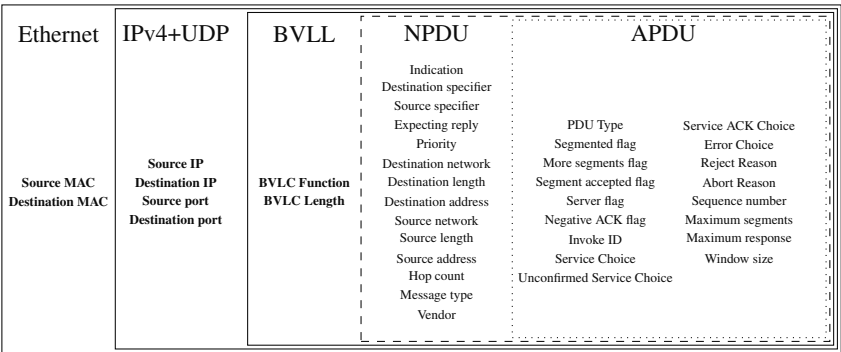 Ethernet
IPv4+UDP
BVLL
NPDU
APDU
Source MAC
Destination MAC
Source IP
Destination IP
Source port
Destination port
BVLC Function
BVLC Length
Indication
Destination specifier
Source specifier
Expecting reply
Priority
Destination network
Destination length
Destination address
Source network
Source length
Source address
Hop count
Message type
Vendor
PDU Type
Segmented flag
More segments flag
Segment accepted flag
Server flag
Negative ACK flag
Invoke ID
Service Choice
Unconfirmed Service Choice
Service ACK Choice
Error Choice
Reject Reason
Abort Reason
Sequence number
Maximum segments
Maximum response
Window size